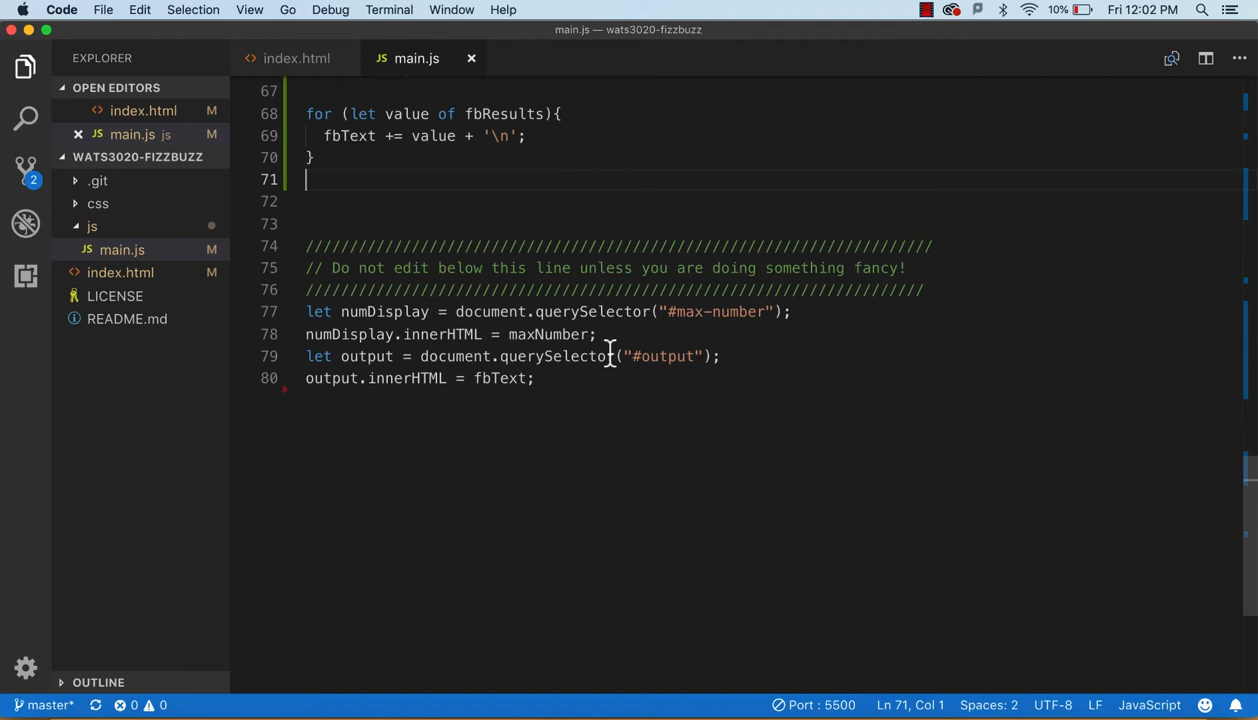 Code File Edit Selection View Go Debug Terminal Window Help 10% Fri 12:02 PM
main.js — wats3020-fizzbuzz
EXPLORER
OPEN EDITORS
index.html M
main.js js M
WATS3020-FIZZBUZZ
.git
css
js
main.js M
index.html M
LICENSE
README.md
OUTLINE
2
index.html
JS main.js
67
68 for (let value of fbResults){
69 fbText += value + '\n';
70 }
71
72
73
74 ///////////////////////////////////////////////////////////////////////
75 // Do not edit below this line unless you are doing something fancy!
76 //////////////////////////////////////////////////////////////////////
77 let numDisplay = document.querySelector("#max-number");
78 numDisplay.innerHTML = maxNumber;
79 let output = document.querySelector("#output");
80 output.innerHTML = fbText;
master* 0 0 Port : 5500 Ln 71, Col 1 Spaces: 2 UTF-8 LF JavaScript